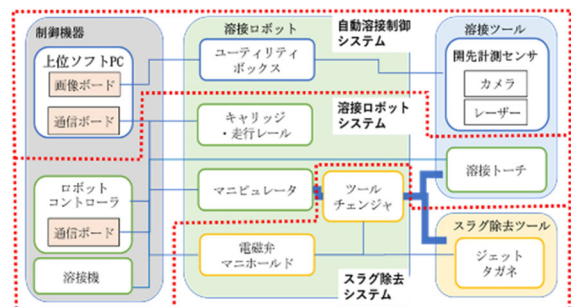 制御機器
上位ソフトPC
画像ボード
通信ボード
ロボット
コントローラ
通信ボード
溶接機
溶接ロボット
ユーティリティ
ボックス
キャリッジ
・走行レール
マニピュレータ
ツール
チェンジャ
電磁弁
マニホールド
自動溶接制御
システム
溶接ロボット
システム
スラグ除去
システム
溶接ツール
開先計測センサ
カメラ
レーザー
溶接トーチ
スラグ除去ツール
ジェット
タガネ